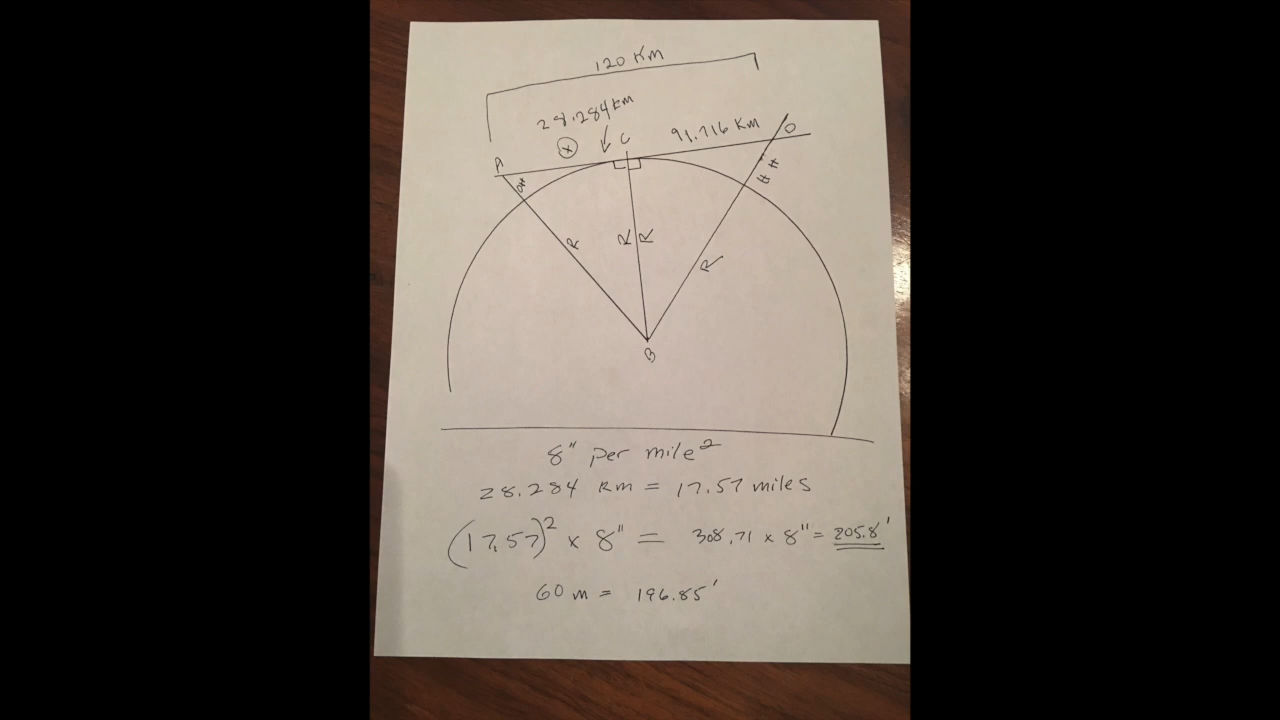 120 Km
28.284 km
X
C
91.716 Km
O
A
OH
H
R
R R
R
B
8" per mile²
28.284 km = 17.57 miles
(17.57)² x 8" = 308.71 x 8" = 205.8'
60 m = 196.85'